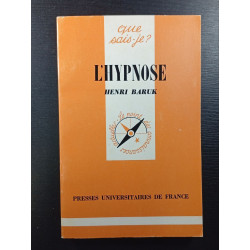 que
sais-je?
L'HYPNOSE
HENRI BARUK
PRESSES UNIVERSITAIRES DE FRANCE